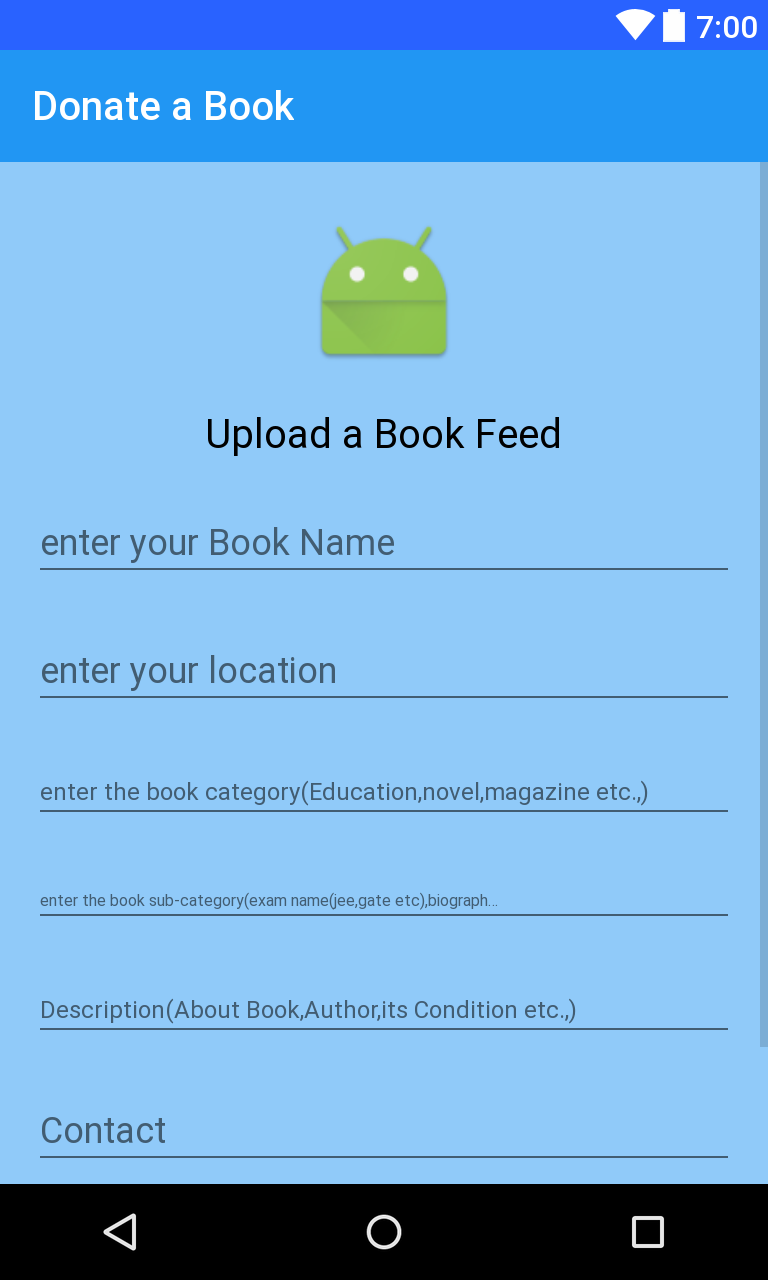 7:00
Donate a Book
Upload a Book Feed
enter your Book Name
enter your location
enter the book category(Education,novel,magazine etc.,)
enter the book sub-category(exam name(jee,gate etc),biograph...
Description(About Book,Author,its Condition etc.,)
Contact